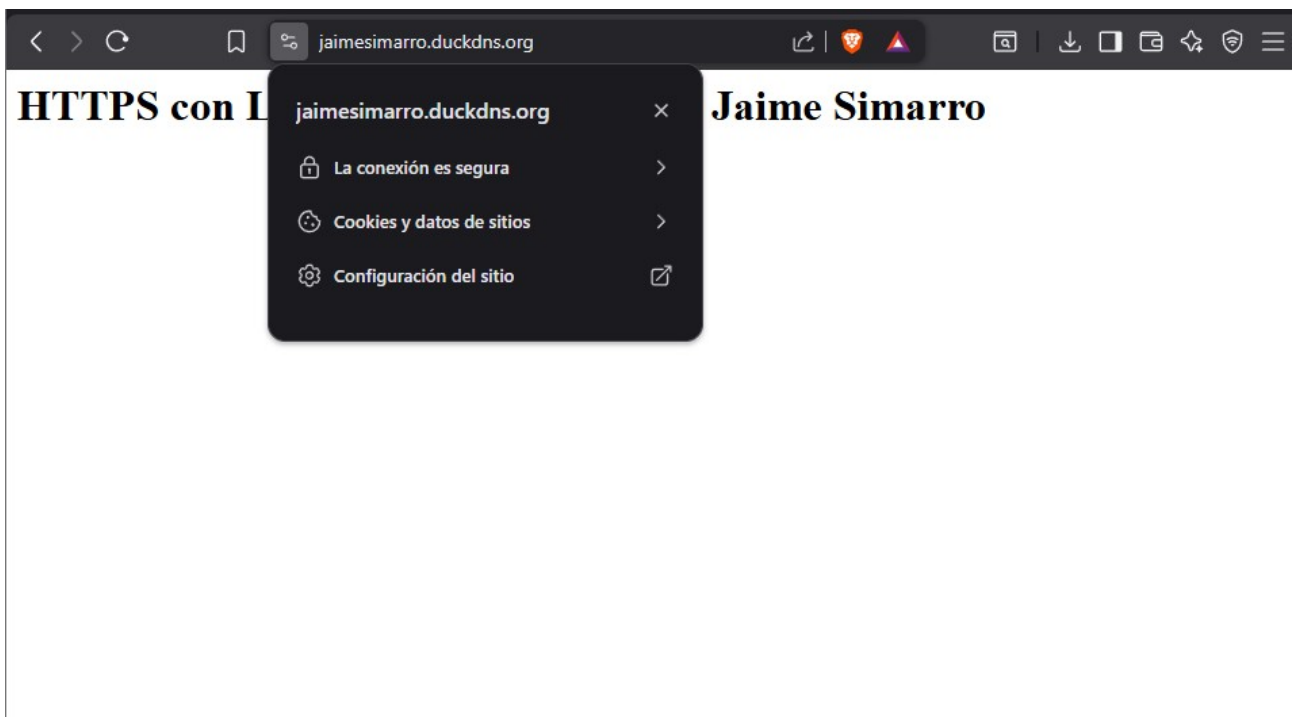 jaimesimarro.duckdns.org
HTTPS con L Jaime Simarro
jaimesimarro.duckdns.org
La conexión es segura
Cookies y datos de sitios
Configuración del sitio